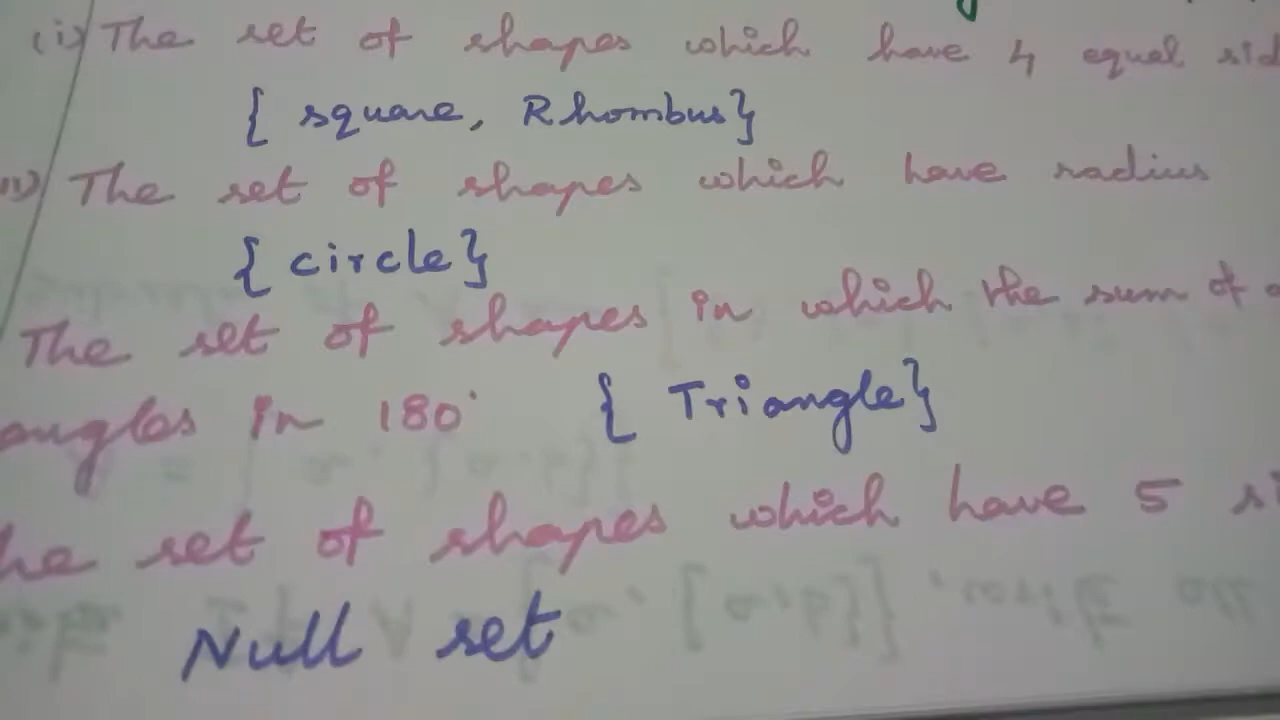 (i) The set of shapes which have 4 equal
{ square, Rhombus}
The set of shapes which have radius
{ circle}
The set of shapes in which the sum of
angles in 180° { Triangle}
set of shapes which have 5
Null set